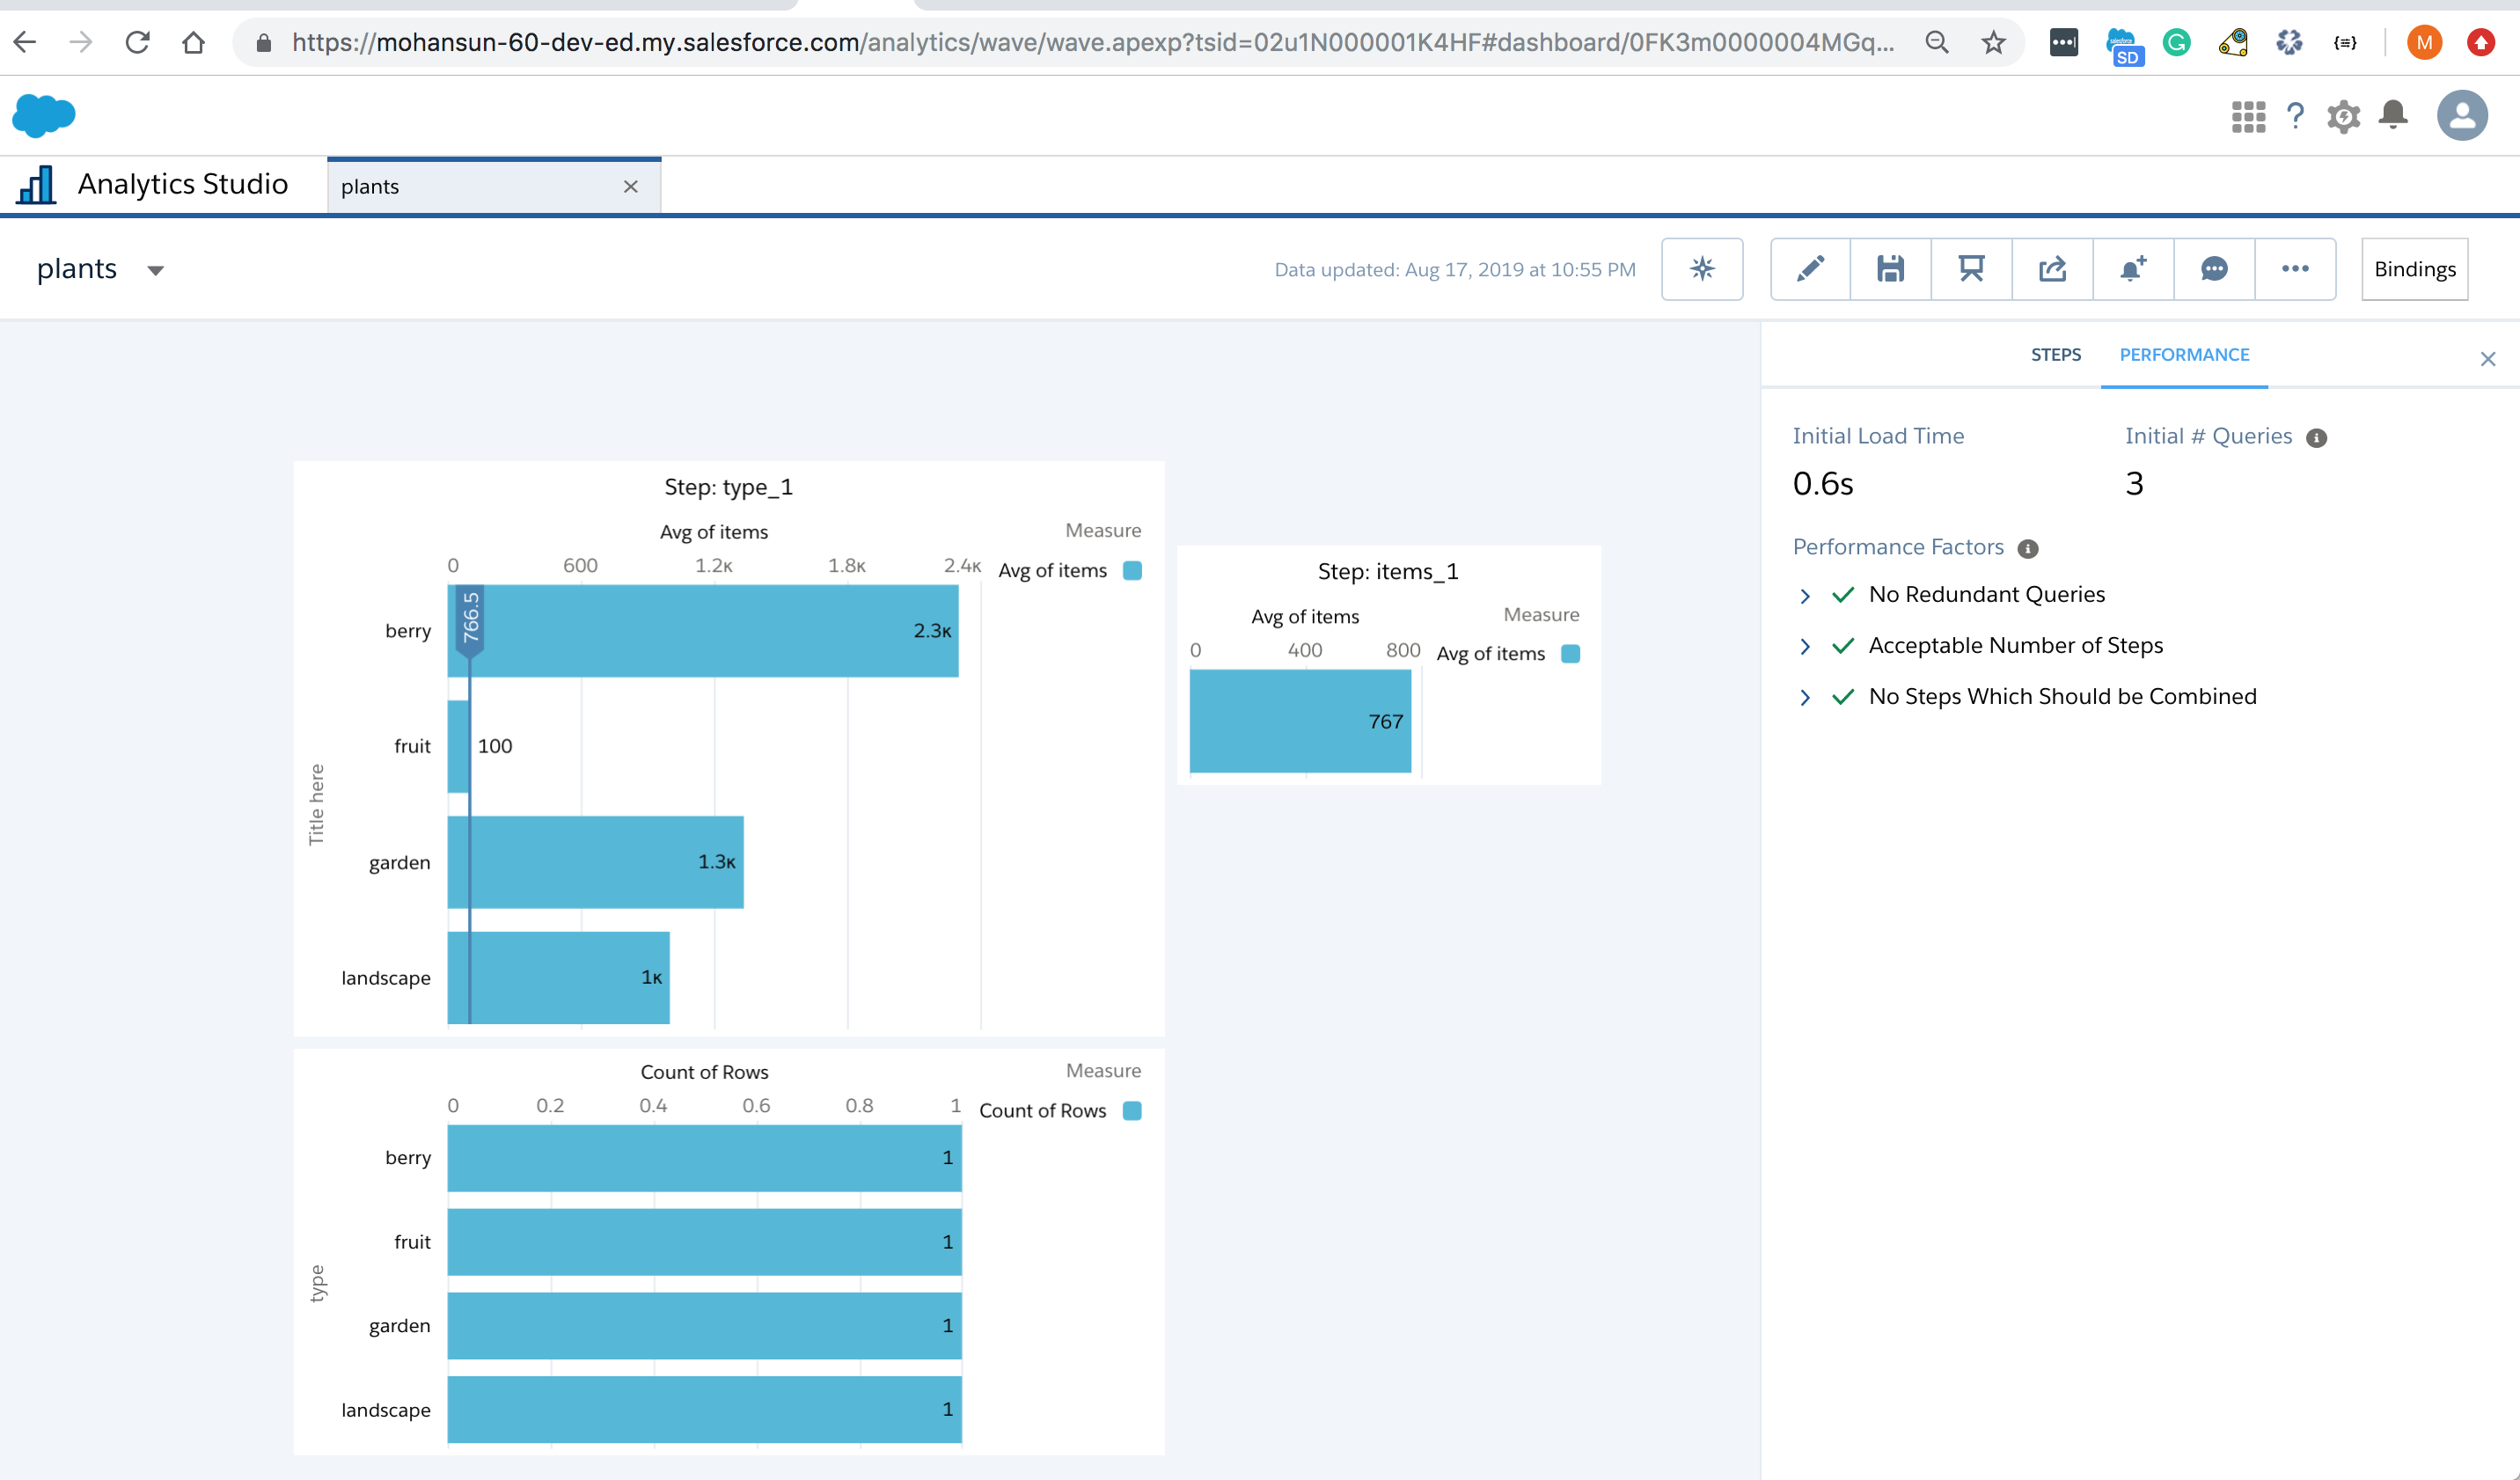 https://mohansun-60-dev-ed.my.salesforce.com/analytics/wave/wave.apexp?tsid=02u1N000001K4HF#dashboard/0FK3m0000004MGq...
SD
G
{=}
M
Analytics Studio
plants
plants
Data updated: Aug 17, 2019 at 10:55 PM
Bindings
STEPS
PERFORMANCE
Initial Load Time
Initial # Queries
0.6s
3
Performance Factors
No Redundant Queries
Acceptable Number of Steps
No Steps Which Should be Combined
Step: type_1
Avg of items
Measure
0 600 1.2K 1.8K 2.4K
Avg of items
766.5
berry
2.3K
fruit
100
garden
1.3K
landscape
1K
Title here
Step: items_1
Avg of items
Measure
0 400 800
Avg of items
767
Count of Rows
Measure
0 0.2 0.4 0.6 0.8 1
Count of Rows
berry
1
fruit
1
garden
1
landscape
1
type